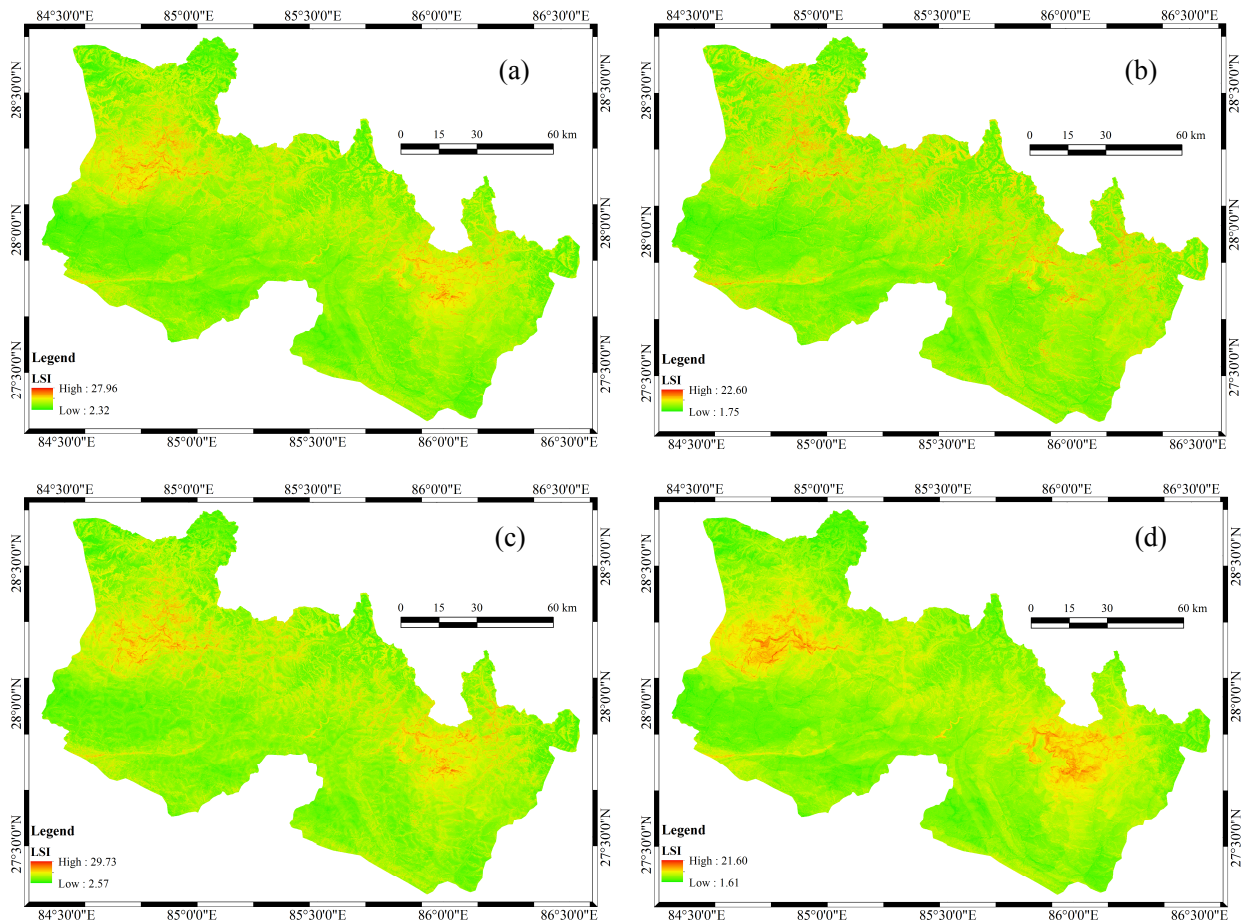 84°30'0"E 85°0'0"E 85°30'0"E 86°0'0"E 86°30'0"E
(a)
28°30'0"N 28°30'0"N
0 15 30 60 km
28°0'0"N 28°0'0"N
27°30'0"N 27°30'0"N
Legend
LSI
High : 27.96
Low : 2.32
84°30'0"E 85°0'0"E 85°30'0"E 86°0'0"E 86°30'0"E
84°30'0"E 85°0'0"E 85°30'0"E 86°0'0"E 86°30'0"E
(b)
28°30'0"N 28°30'0"N
0 15 30 60 km
28°0'0"N 28°0'0"N
27°30'0"N 27°30'0"N
Legend
LSI
High : 22.60
Low : 1.75
84°30'0"E 85°0'0"E 85°30'0"E 86°0'0"E 86°30'0"E
84°30'0"E 85°0'0"E 85°30'0"E 86°0'0"E 86°30'0"E
(c)
28°30'0"N 28°30'0"N
0 15 30 60 km
28°0'0"N 28°0'0"N
27°30'0"N 27°30'0"N
Legend
LSI
High : 29.73
Low : 2.57
84°30'0"E 85°0'0"E 85°30'0"E 86°0'0"E 86°30'0"E
84°30'0"E 85°0'0"E 85°30'0"E 86°0'0"E 86°30'0"E
(d)
28°30'0"N 28°30'0"N
0 15 30 60 km
28°0'0"N 28°0'0"N
27°30'0"N 27°30'0"N
Legend
LSI
High : 21.60
Low : 1.61
84°30'0"E 85°0'0"E 85°30'0"E 86°0'0"E 86°30'0"E